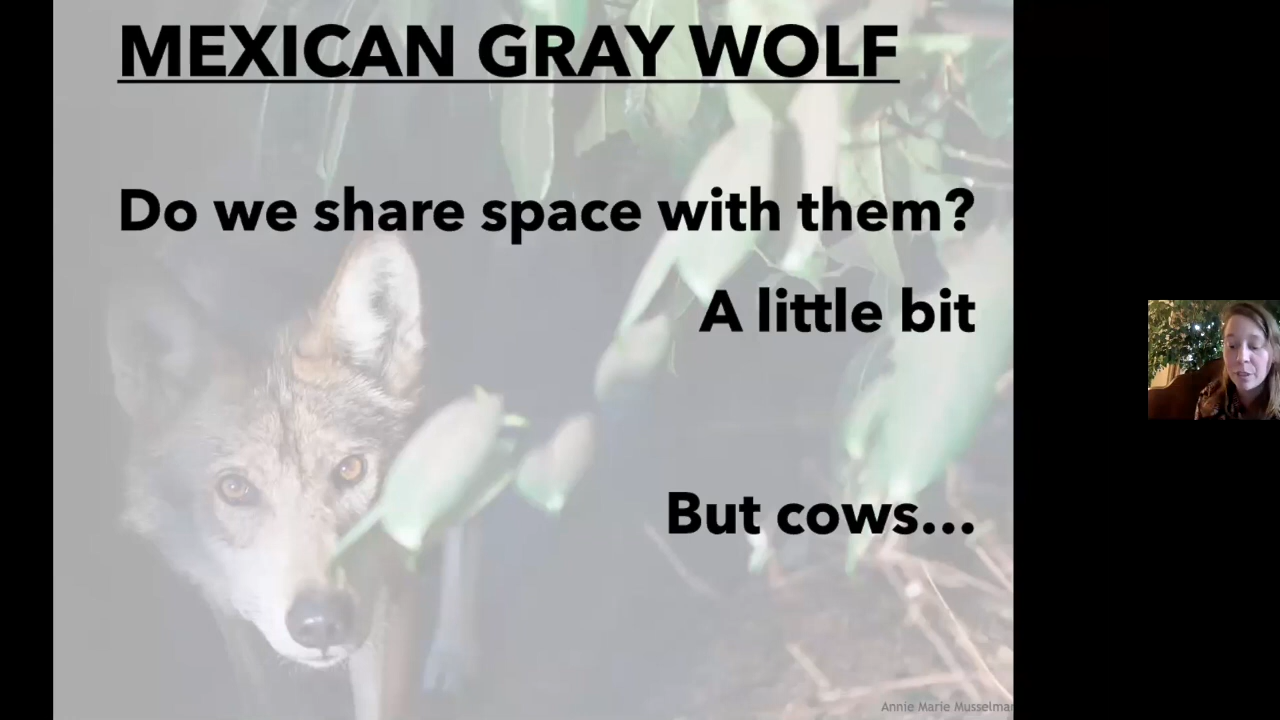 MEXICAN GRAY WOLF
Do we share space with them?
A little bit
But cows...
Annie Marie Musselman